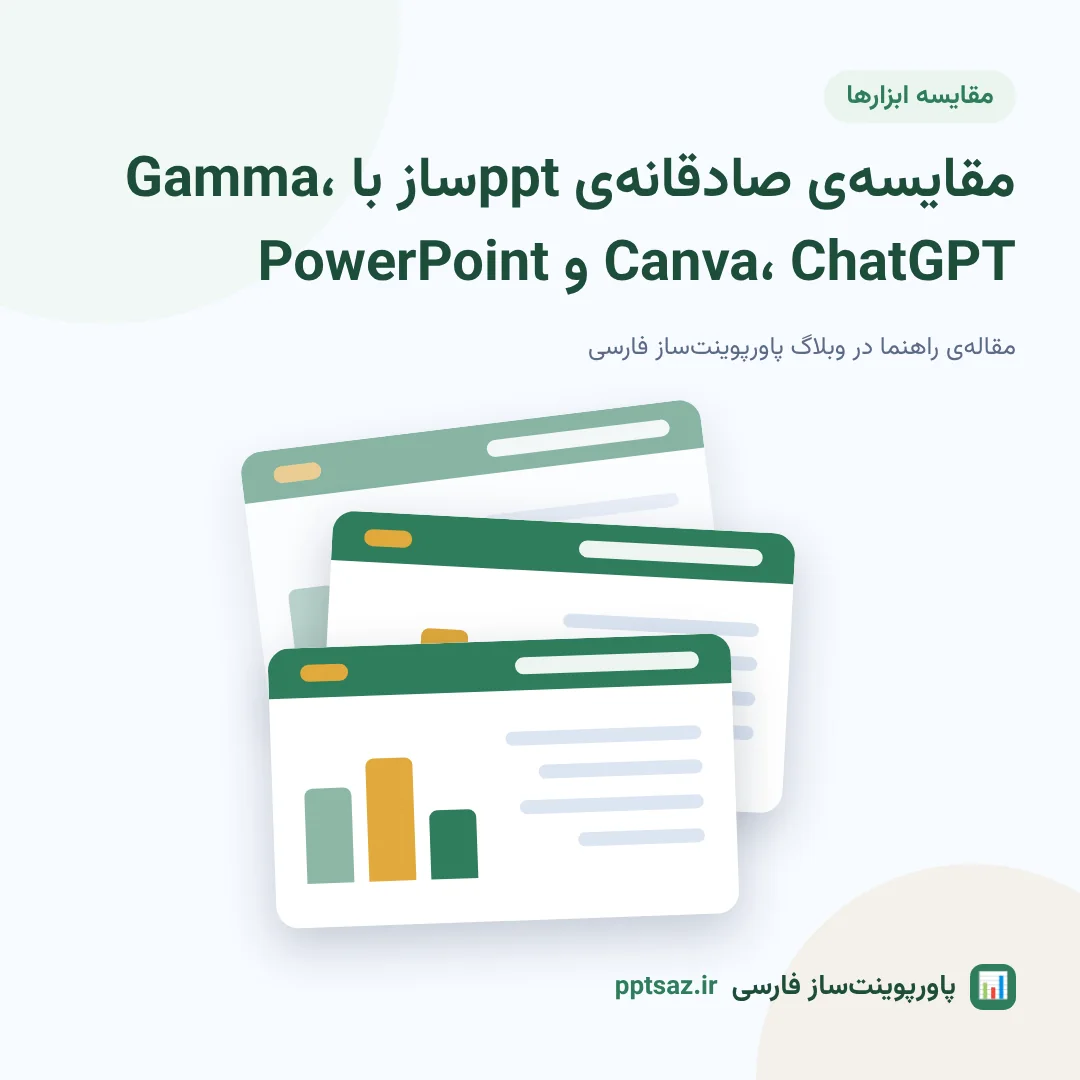 مقایسه ابزارها
مقایسه‌ی صادقانه‌ی pptساز با Gamma،
Canva، ChatGPT و PowerPoint
مقاله‌ی راهنما در وبلاگ پاورپوینت‌ساز فارسی
پاورپوینت‌ساز فارسی pptsaz.ir